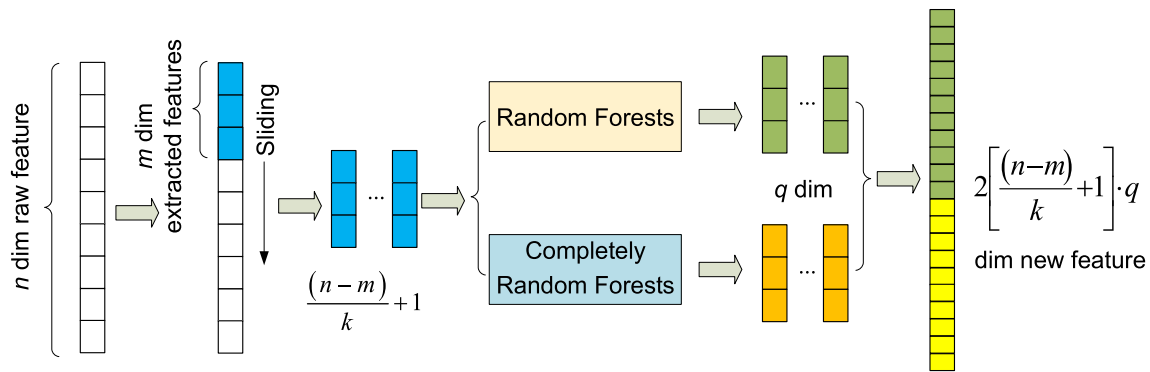 n dim raw feature
m dim
extracted features
Sliding
...
(n−m)/k +1
Random Forests
Completely
Random Forests
...
q dim
...
2[(n−m)/k +1]·q
dim new feature